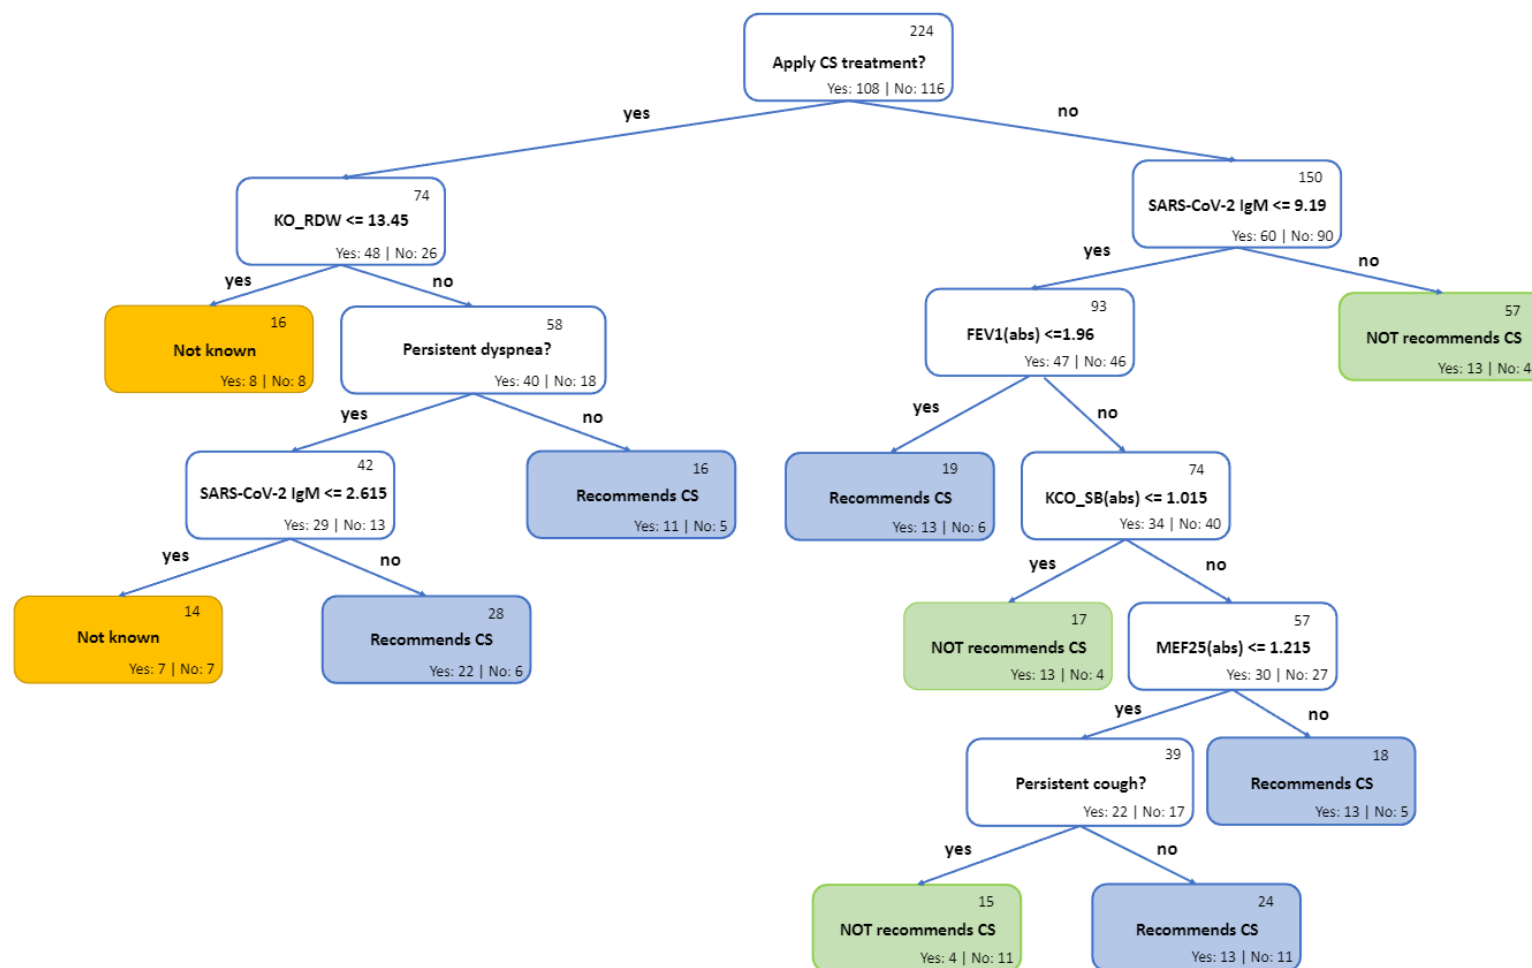 224
Apply CS treatment?
Yes: 108 | No: 116
yes
no
74
KO_RDW <= 13.45
Yes: 48 | No: 26
150
SARS-CoV-2 IgM <= 9.19
Yes: 60 | No: 90
yes
no
yes
no
16
Not known
Yes: 8 | No: 8
58
Persistent dyspnea?
Yes: 40 | No: 18
93
FEV1(abs) <=1.96
Yes: 47 | No: 46
57
NOT recommends CS
Yes: 13 | No: 4
yes
no
yes
no
42
SARS-CoV-2 IgM <= 2.615
Yes: 29 | No: 13
16
Recommends CS
Yes: 11 | No: 5
19
Recommends CS
Yes: 13 | No: 6
74
KCO_SB(abs) <= 1.015
Yes: 34 | No: 40
yes
no
yes
no
14
Not known
Yes: 7 | No: 7
28
Recommends CS
Yes: 22 | No: 6
17
NOT recommends CS
Yes: 13 | No: 4
57
MEF25(abs) <= 1.215
Yes: 30 | No: 27
yes
no
39
Persistent cough?
Yes: 22 | No: 17
18
Recommends CS
Yes: 13 | No: 5
yes
no
15
NOT recommends CS
Yes: 4 | No: 11
24
Recommends CS
Yes: 13 | No: 11